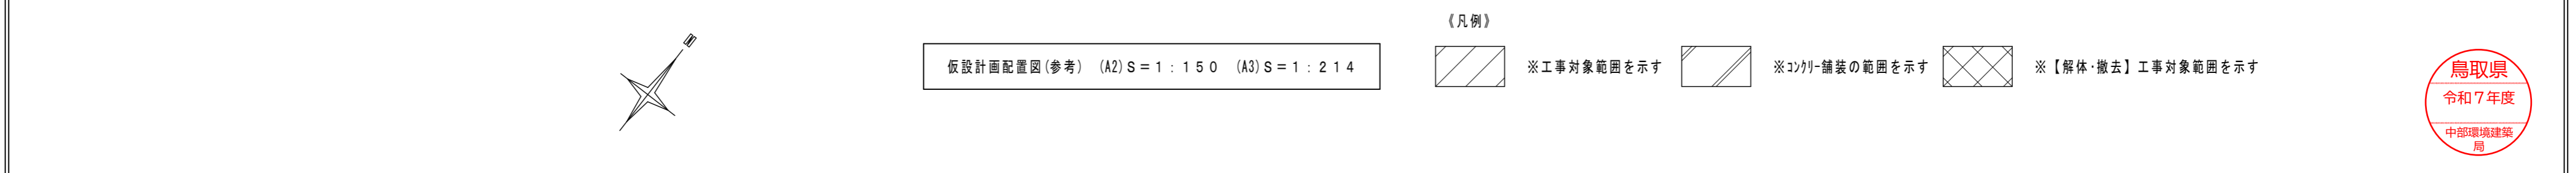 《凡例》
仮設計画配置図(参考) (A2)S=1:150 (A3)S=1:214
※工事対象範囲を示す
※ｺﾝｸﾘｰﾄ舗装の範囲を示す
※【解体・撤去】工事対象範囲を示す
鳥取県
令和7年度
中部環境建築
局
N